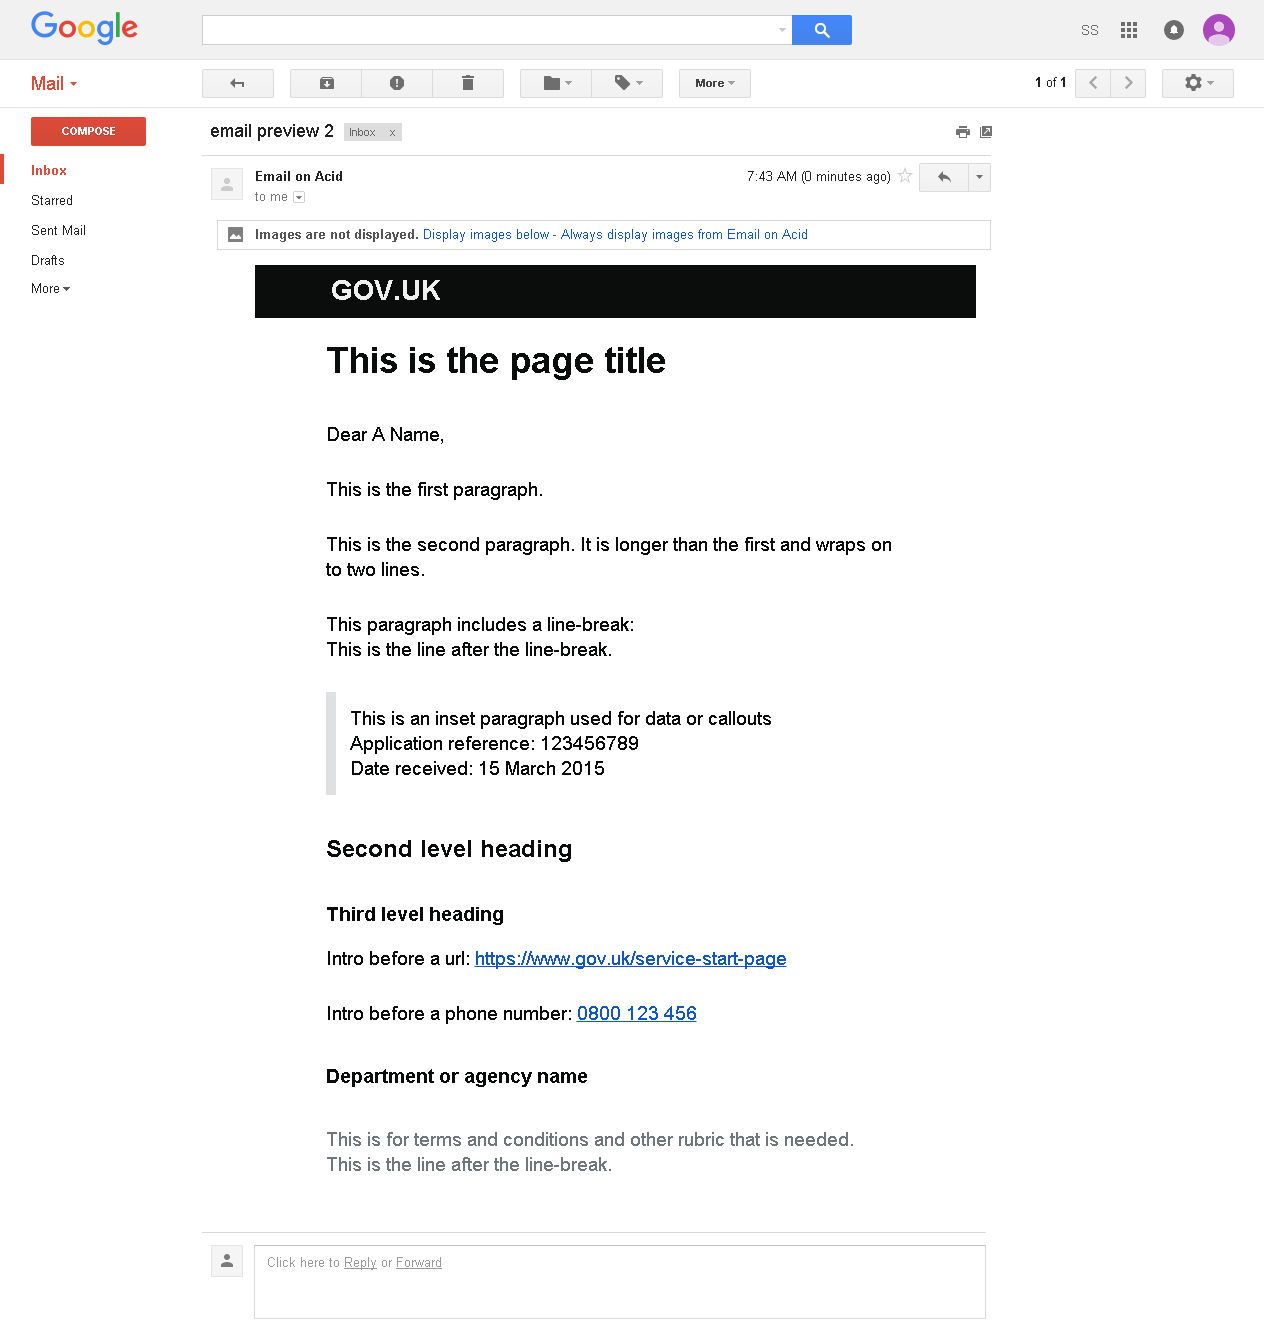 Google
SS
Mail
More
1 of 1
COMPOSE
Inbox
Starred
Sent Mail
Drafts
More
email preview 2
Inbox x
Email on Acid
7:43 AM (0 minutes ago)
to me
Images are not displayed. Display images below - Always display images from Email on Acid
GOV.UK
This is the page title
Dear A Name,
This is the first paragraph.
This is the second paragraph. It is longer than the first and wraps on
to two lines.
This paragraph includes a line-break:
This is the line after the line-break.
This is an inset paragraph used for data or callouts
Application reference: 123456789
Date received: 15 March 2015
Second level heading
Third level heading
Intro before a url: https://www.gov.uk/service-start-page
Intro before a phone number: 0800 123 456
Department or agency name
This is for terms and conditions and other rubric that is needed.
This is the line after the line-break.
Click here to Reply or Forward